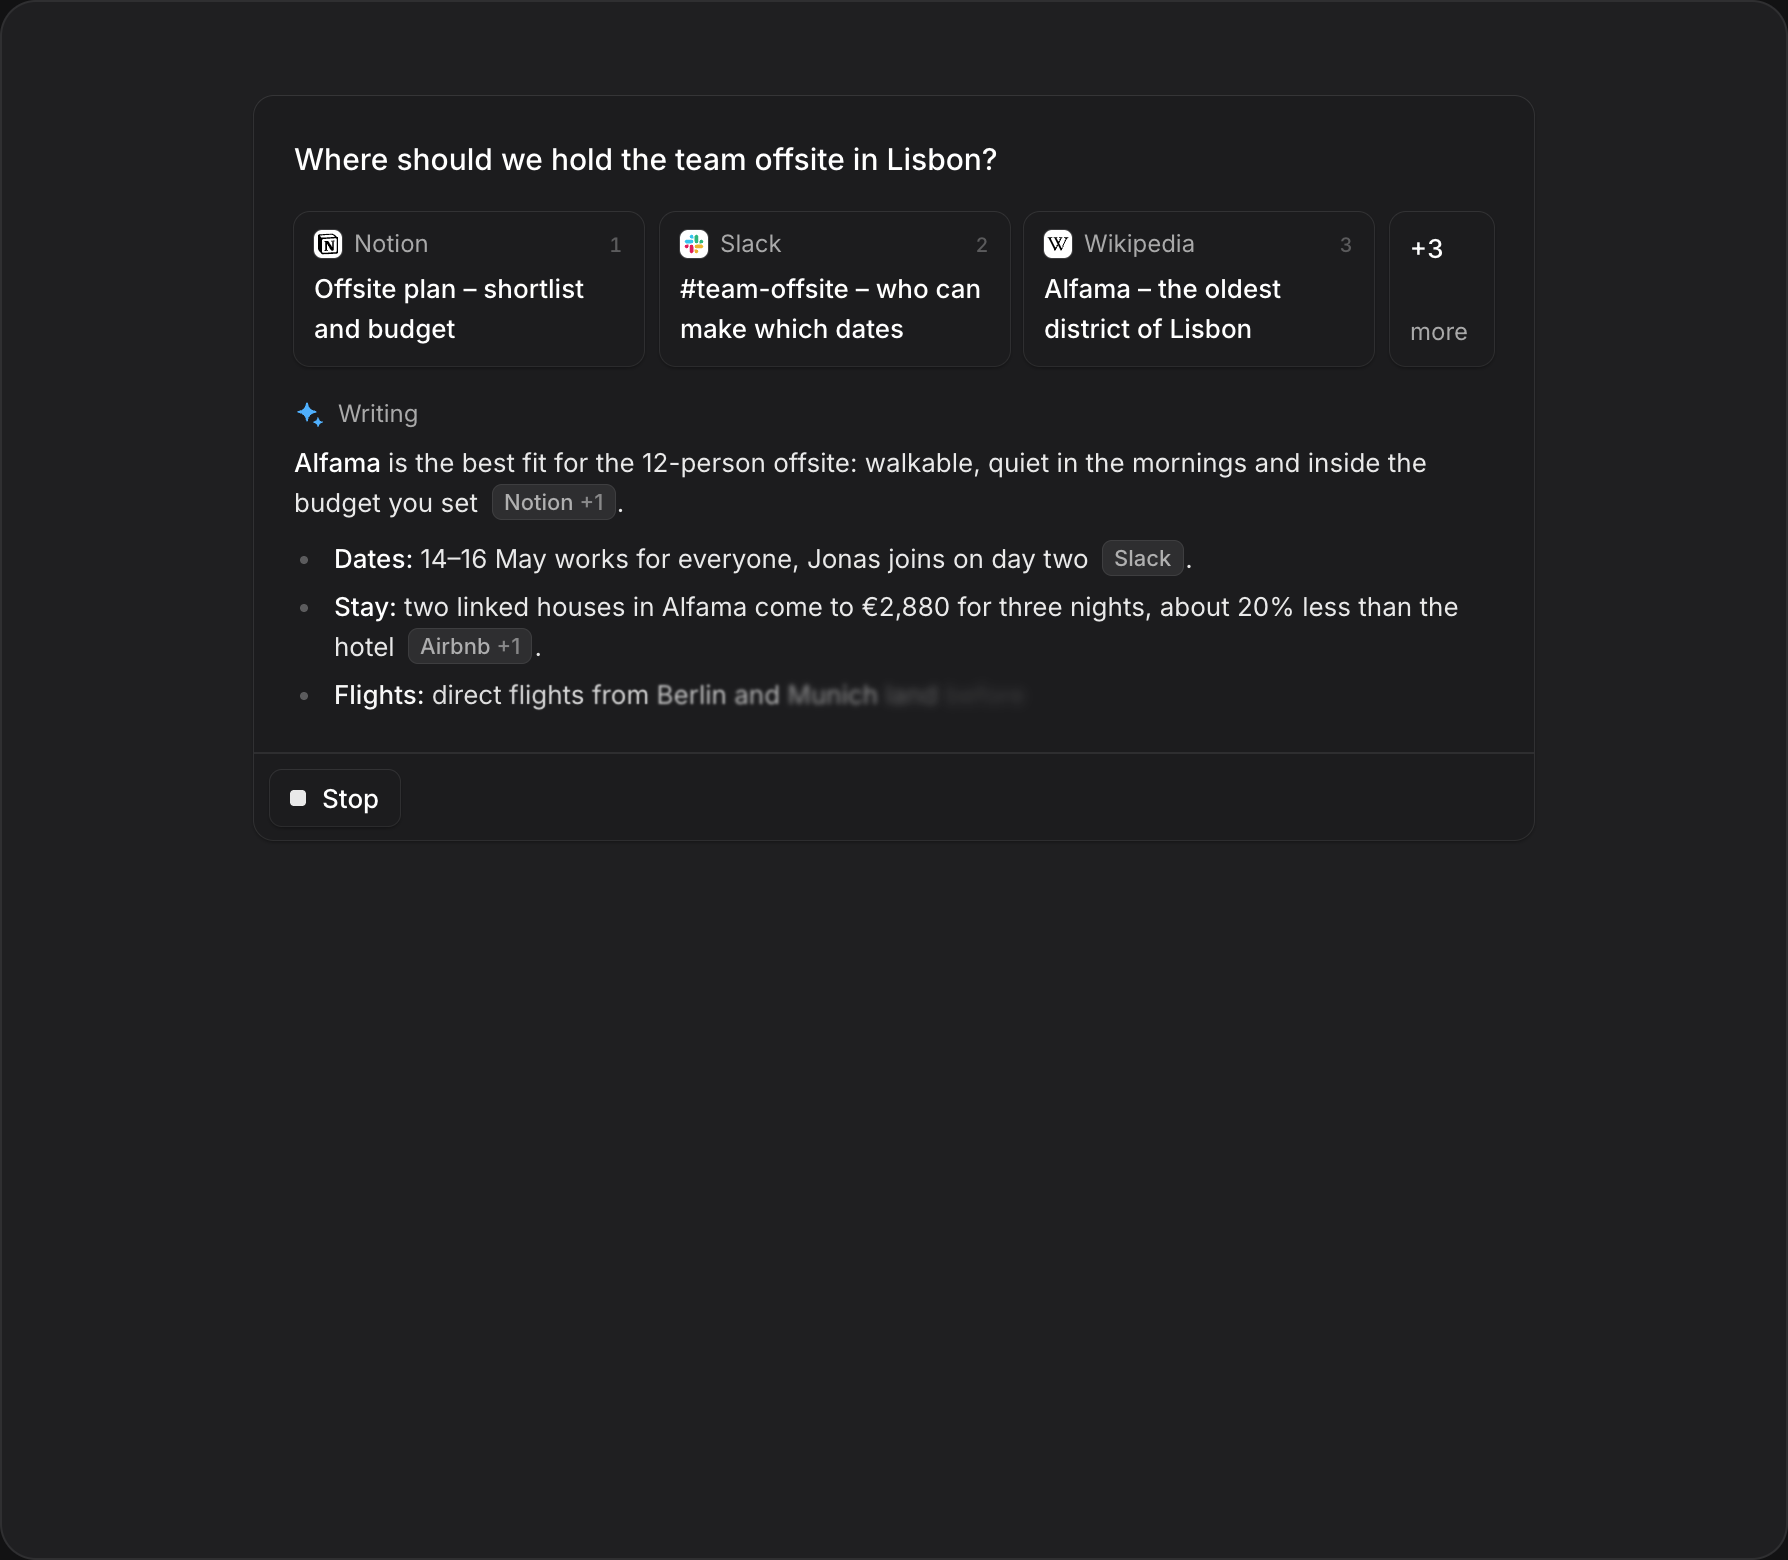 Where should we hold the team offsite in Lisbon?
Notion 1
Offsite plan – shortlist
and budget
Slack 2
#team-offsite – who can
make which dates
Wikipedia 3
Alfama – the oldest
district of Lisbon
+3
more
Writing
Alfama is the best fit for the 12-person offsite: walkable, quiet in the mornings and inside the
budget you set Notion +1.
Dates: 14–16 May works for everyone, Jonas joins on day two Slack.
Stay: two linked houses in Alfama come to €2,880 for three nights, about 20% less than the
hotel Airbnb +1.
Flights: direct flights from Berlin and Munich land
Stop